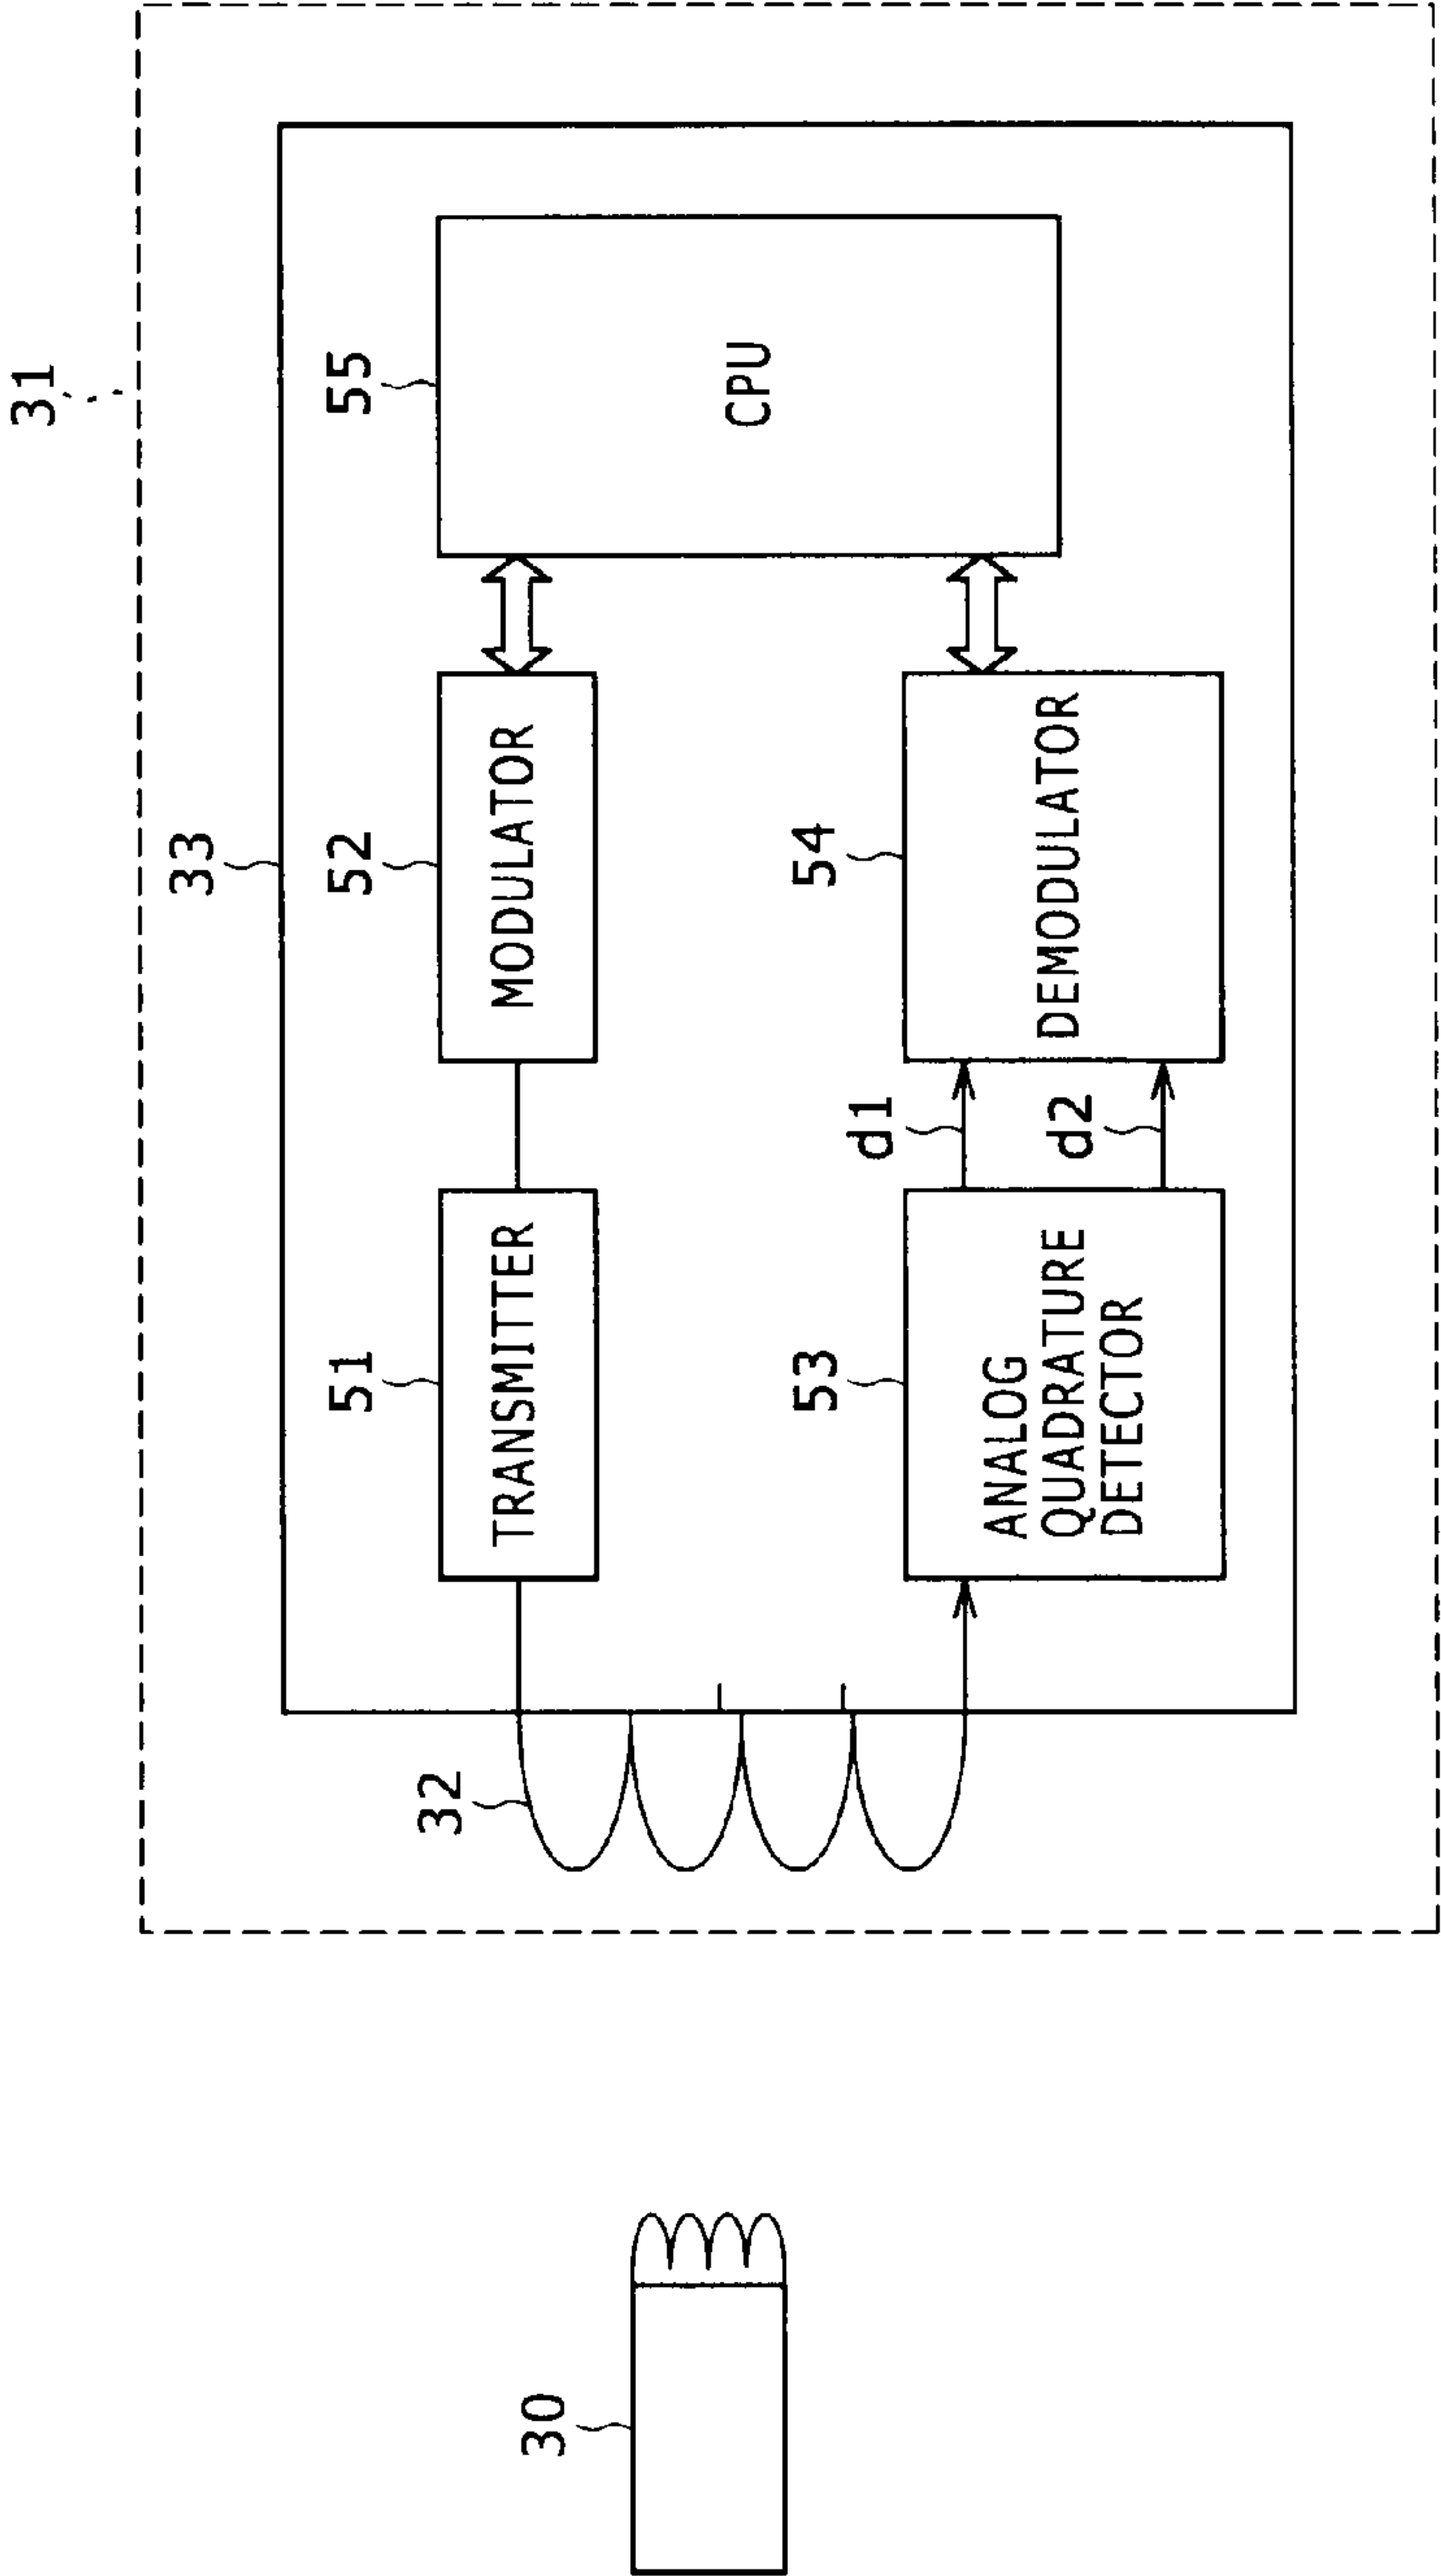 31
33
51
TRANSMITTER
52
MODULATOR
55
CPU
32
30
53
ANALOG
QUADRATURE
DETECTOR
d1
d2
54
DEMODULATOR